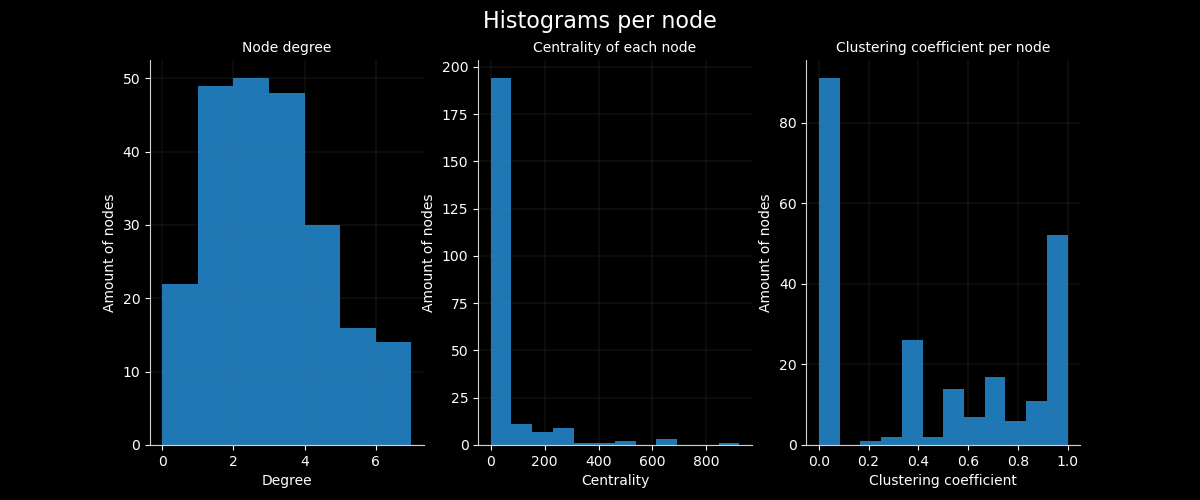 Histograms per node
Node degree
Amount of nodes
50
40
30
20
10
0
0 2 4 6
Degree
Centrality of each node
Amount of nodes
200
175
150
125
100
75
50
25
0
0 200 400 600 800
Centrality
Clustering coefficient per node
Amount of nodes
80
60
40
20
0
0.0 0.2 0.4 0.6 0.8 1.0
Clustering coefficient